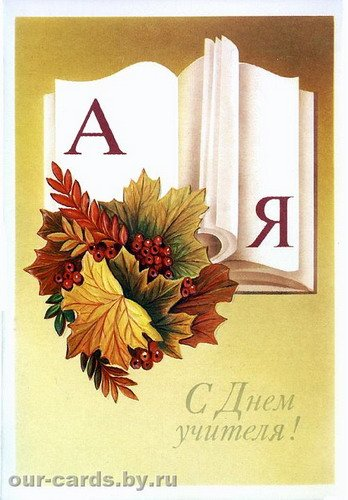 А
Я
С Днем
учителя!
our-cards.by.ru